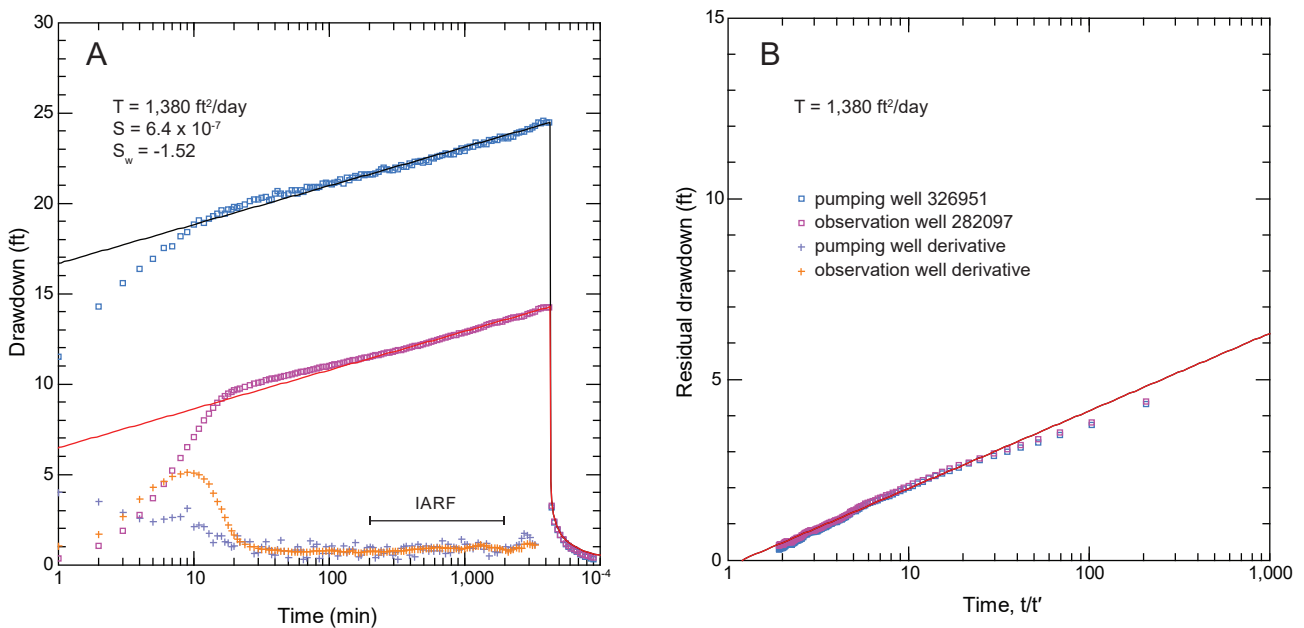 A
T = 1,380 ft²/day
S = 6.4 x 10⁻⁷
S_w = -1.52
Drawdown (ft)
30
25
20
15
10
5
0
IARF
1
10
100
1,000
10⁻⁴
Time (min)
B
T = 1,380 ft²/day
pumping well 326951
observation well 282097
pumping well derivative
observation well derivative
Residual drawdown (ft)
15
10
5
0
1
10
100
1,000
Time, t/t′